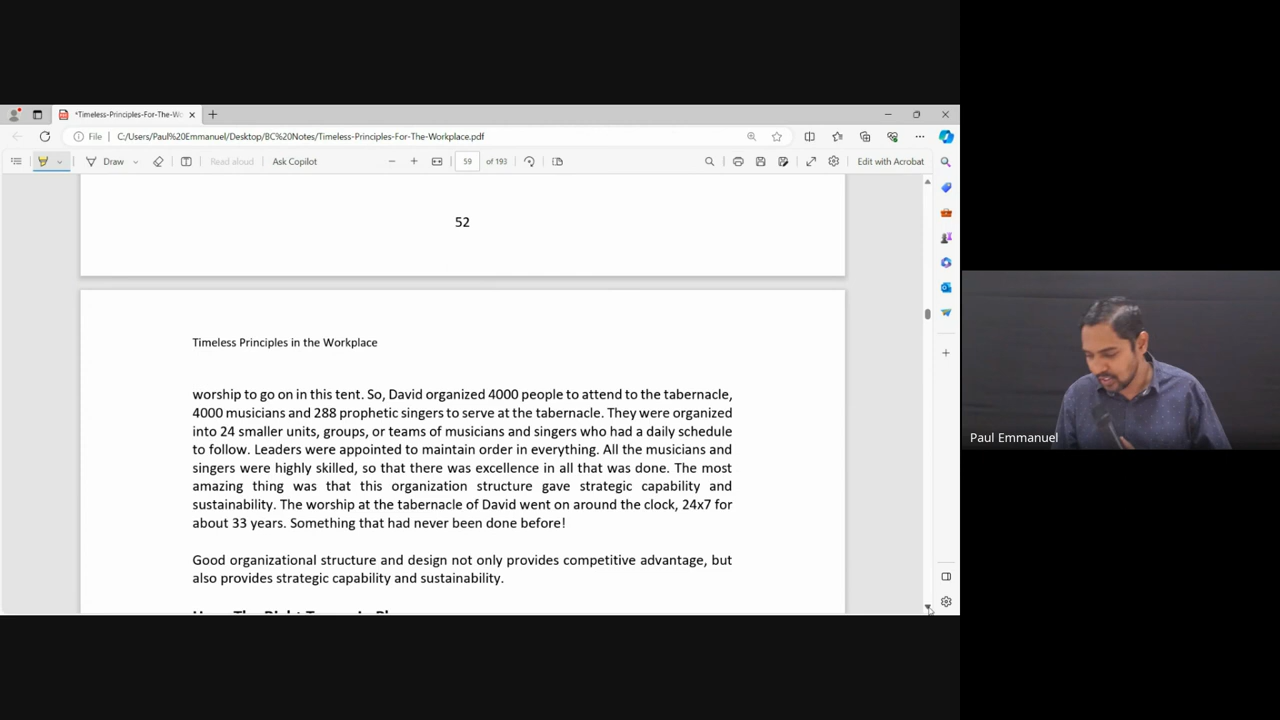 *Timeless-Principles-For-The-Wo
File
C:/Users/Paul%20Emmanuel/Desktop/BC%20Notes/Timeless-Principles-For-The-Workplace.pdf
Draw
Read aloud
Ask Copilot
59 of 193
Edit with Acrobat
52
Timeless Principles in the Workplace
worship to go on in this tent. So, David organized 4000 people to attend to the tabernacle,
4000 musicians and 288 prophetic singers to serve at the tabernacle. They were organized
into 24 smaller units, groups, or teams of musicians and singers who had a daily schedule
to follow. Leaders were appointed to maintain order in everything. All the musicians and
singers were highly skilled, so that there was excellence in all that was done. The most
amazing thing was that this organization structure gave strategic capability and
sustainability. The worship at the tabernacle of David went on around the clock, 24x7 for
about 33 years. Something that had never been done before!
Good organizational structure and design not only provides competitive advantage, but
also provides strategic capability and sustainability.
Paul Emmanuel